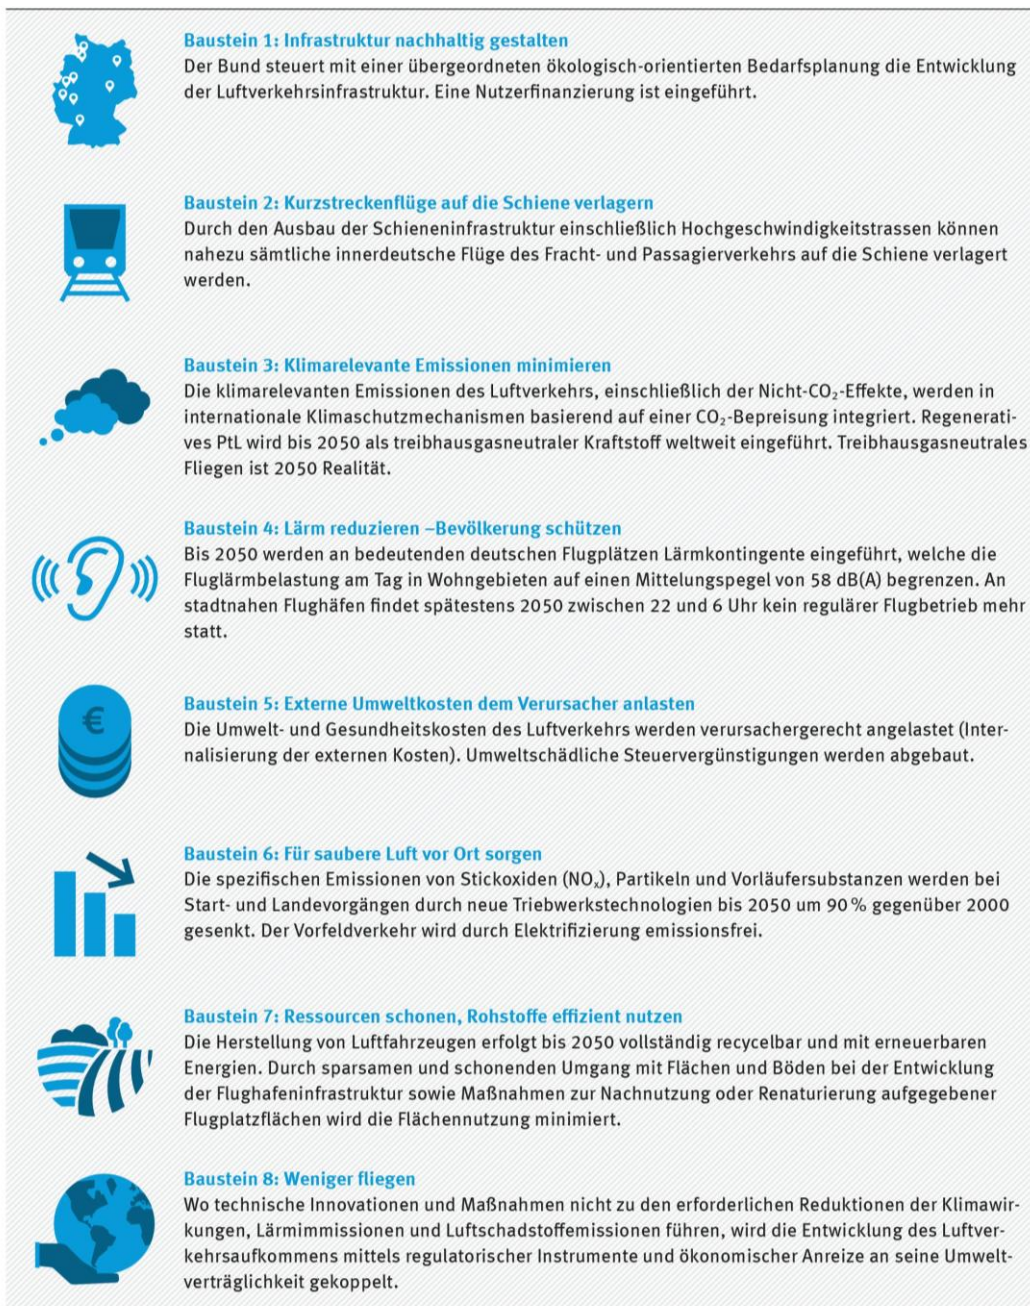 Baustein 1: Infrastruktur nachhaltig gestalten
Der Bund steuert mit einer übergeordneten ökologisch-orientierten Bedarfsplanung die Entwicklung
der Luftverkehrsinfrastruktur. Eine Nutzerfinanzierung ist eingeführt.
Baustein 2: Kurzstreckenflüge auf die Schiene verlagern
Durch den Ausbau der Schieneninfrastruktur einschließlich Hochgeschwindigkeitstrassen können
nahezu sämtliche innerdeutsche Flüge des Fracht- und Passagierverkehrs auf die Schiene verlagert
werden.
Baustein 3: Klimarelevante Emissionen minimieren
Die klimarelevanten Emissionen des Luftverkehrs, einschließlich der Nicht-CO₂-Effekte, werden in
internationale Klimaschutzmechanismen basierend auf einer CO₂-Bepreisung integriert. Regenerati-
ves PtL wird bis 2050 als treibhausgasneutraler Kraftstoff weltweit eingeführt. Treibhausgasneutrales
Fliegen ist 2050 Realität.
Baustein 4: Lärm reduzieren –Bevölkerung schützen
Bis 2050 werden an bedeutenden deutschen Flugplätzen Lärmkontingente eingeführt, welche die
Fluglärmbelastung am Tag in Wohngebieten auf einen Mittelungspegel von 58 dB(A) begrenzen. An
stadtnahen Flughäfen findet spätestens 2050 zwischen 22 und 6 Uhr kein regulärer Flugbetrieb mehr
statt.
€
Baustein 5: Externe Umweltkosten dem Verursacher anlasten
Die Umwelt- und Gesundheitskosten des Luftverkehrs werden verursachergerecht angelastet (Inter-
nalisierung der externen Kosten). Umweltschädliche Steuervergünstigungen werden abgebaut.
Baustein 6: Für saubere Luft vor Ort sorgen
Die spezifischen Emissionen von Stickoxiden (NOₓ), Partikeln und Vorläufersubstanzen werden bei
Start- und Landevorgängen durch neue Triebwerkstechnologien bis 2050 um 90 % gegenüber 2000
gesenkt. Der Vorfeldverkehr wird durch Elektrifizierung emissionsfrei.
Baustein 7: Ressourcen schonen, Rohstoffe effizient nutzen
Die Herstellung von Luftfahrzeugen erfolgt bis 2050 vollständig recycelbar und mit erneuerbaren
Energien. Durch sparsamen und schonenden Umgang mit Flächen und Böden bei der Entwicklung
der Flughafeninfrastruktur sowie Maßnahmen zur Nachnutzung oder Renaturierung aufgegebener
Flugplatzflächen wird die Flächennutzung minimiert.
Baustein 8: Weniger fliegen
Wo technische Innovationen und Maßnahmen nicht zu den erforderlichen Reduktionen der Klimawir-
kungen, Lärmimmissionen und Luftschadstoffemissionen führen, wird die Entwicklung des Luftver-
kehrsaufkommens mittels regulatorischer Instrumente und ökonomischer Anreize an seine Umwelt-
verträglichkeit gekoppelt.